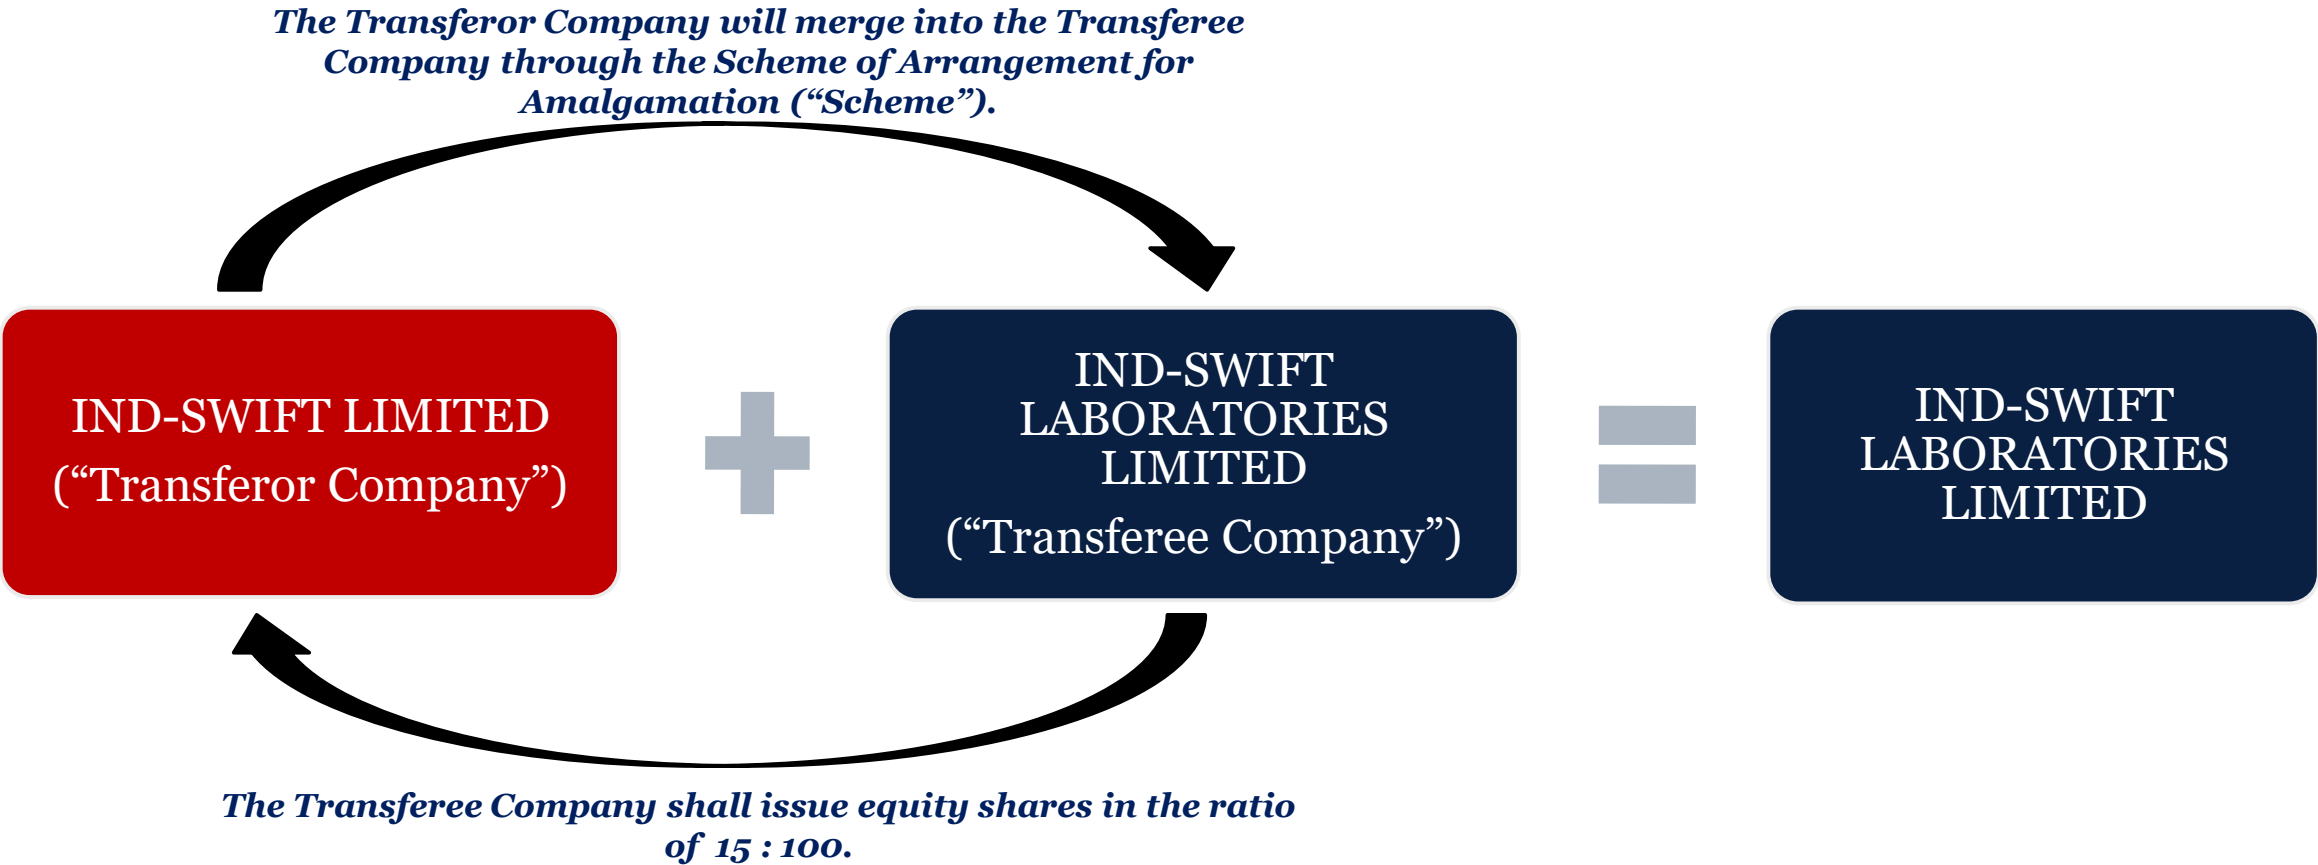 The Transferor Company will merge into the Transferee
Company through the Scheme of Arrangement for
Amalgamation (“Scheme”).
IND-SWIFT LIMITED
(“Transferor Company”)
IND-SWIFT
LABORATORIES
LIMITED
(“Transferee Company”)
IND-SWIFT
LABORATORIES
LIMITED
The Transferee Company shall issue equity shares in the ratio
of 15 : 100.